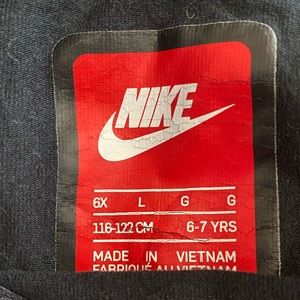 NIKE
6X L G G
116-122 CM 6-7 YRS
MADE IN VIETNAM
FABRIQUÉ AU VIETNAM